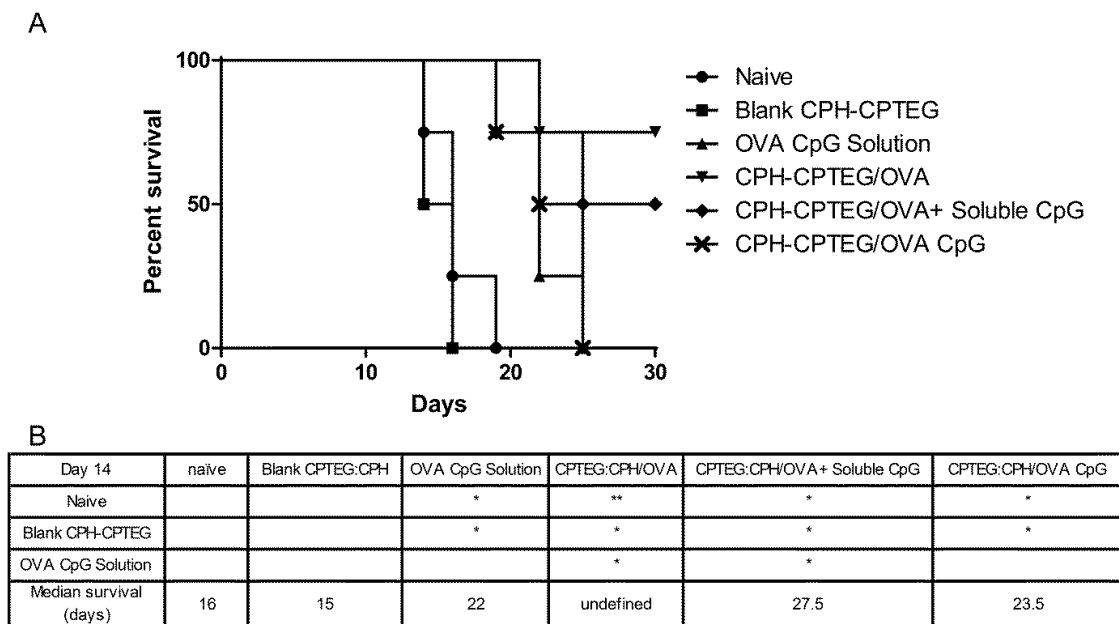 A
Percent survival
100
50
0
0
10
20
30
Days
Naive
Blank CPH-CPTEG
OVA CpG Solution
CPH-CPTEG/OVA
CPH-CPTEG/OVA+ Soluble CpG
CPH-CPTEG/OVA CpG
B
Day 14 naïve Blank CPTEG:CPH OVA CpG Solution CPTEG:CPH/OVA CPTEG:CPH/OVA+ Soluble CpG CPTEG:CPH/OVA CpG
Naive * ** * *
Blank CPH-CPTEG * * * *
OVA CpG Solution * *
Median survival
(days) 16 15 22 undefined 27.5 23.5